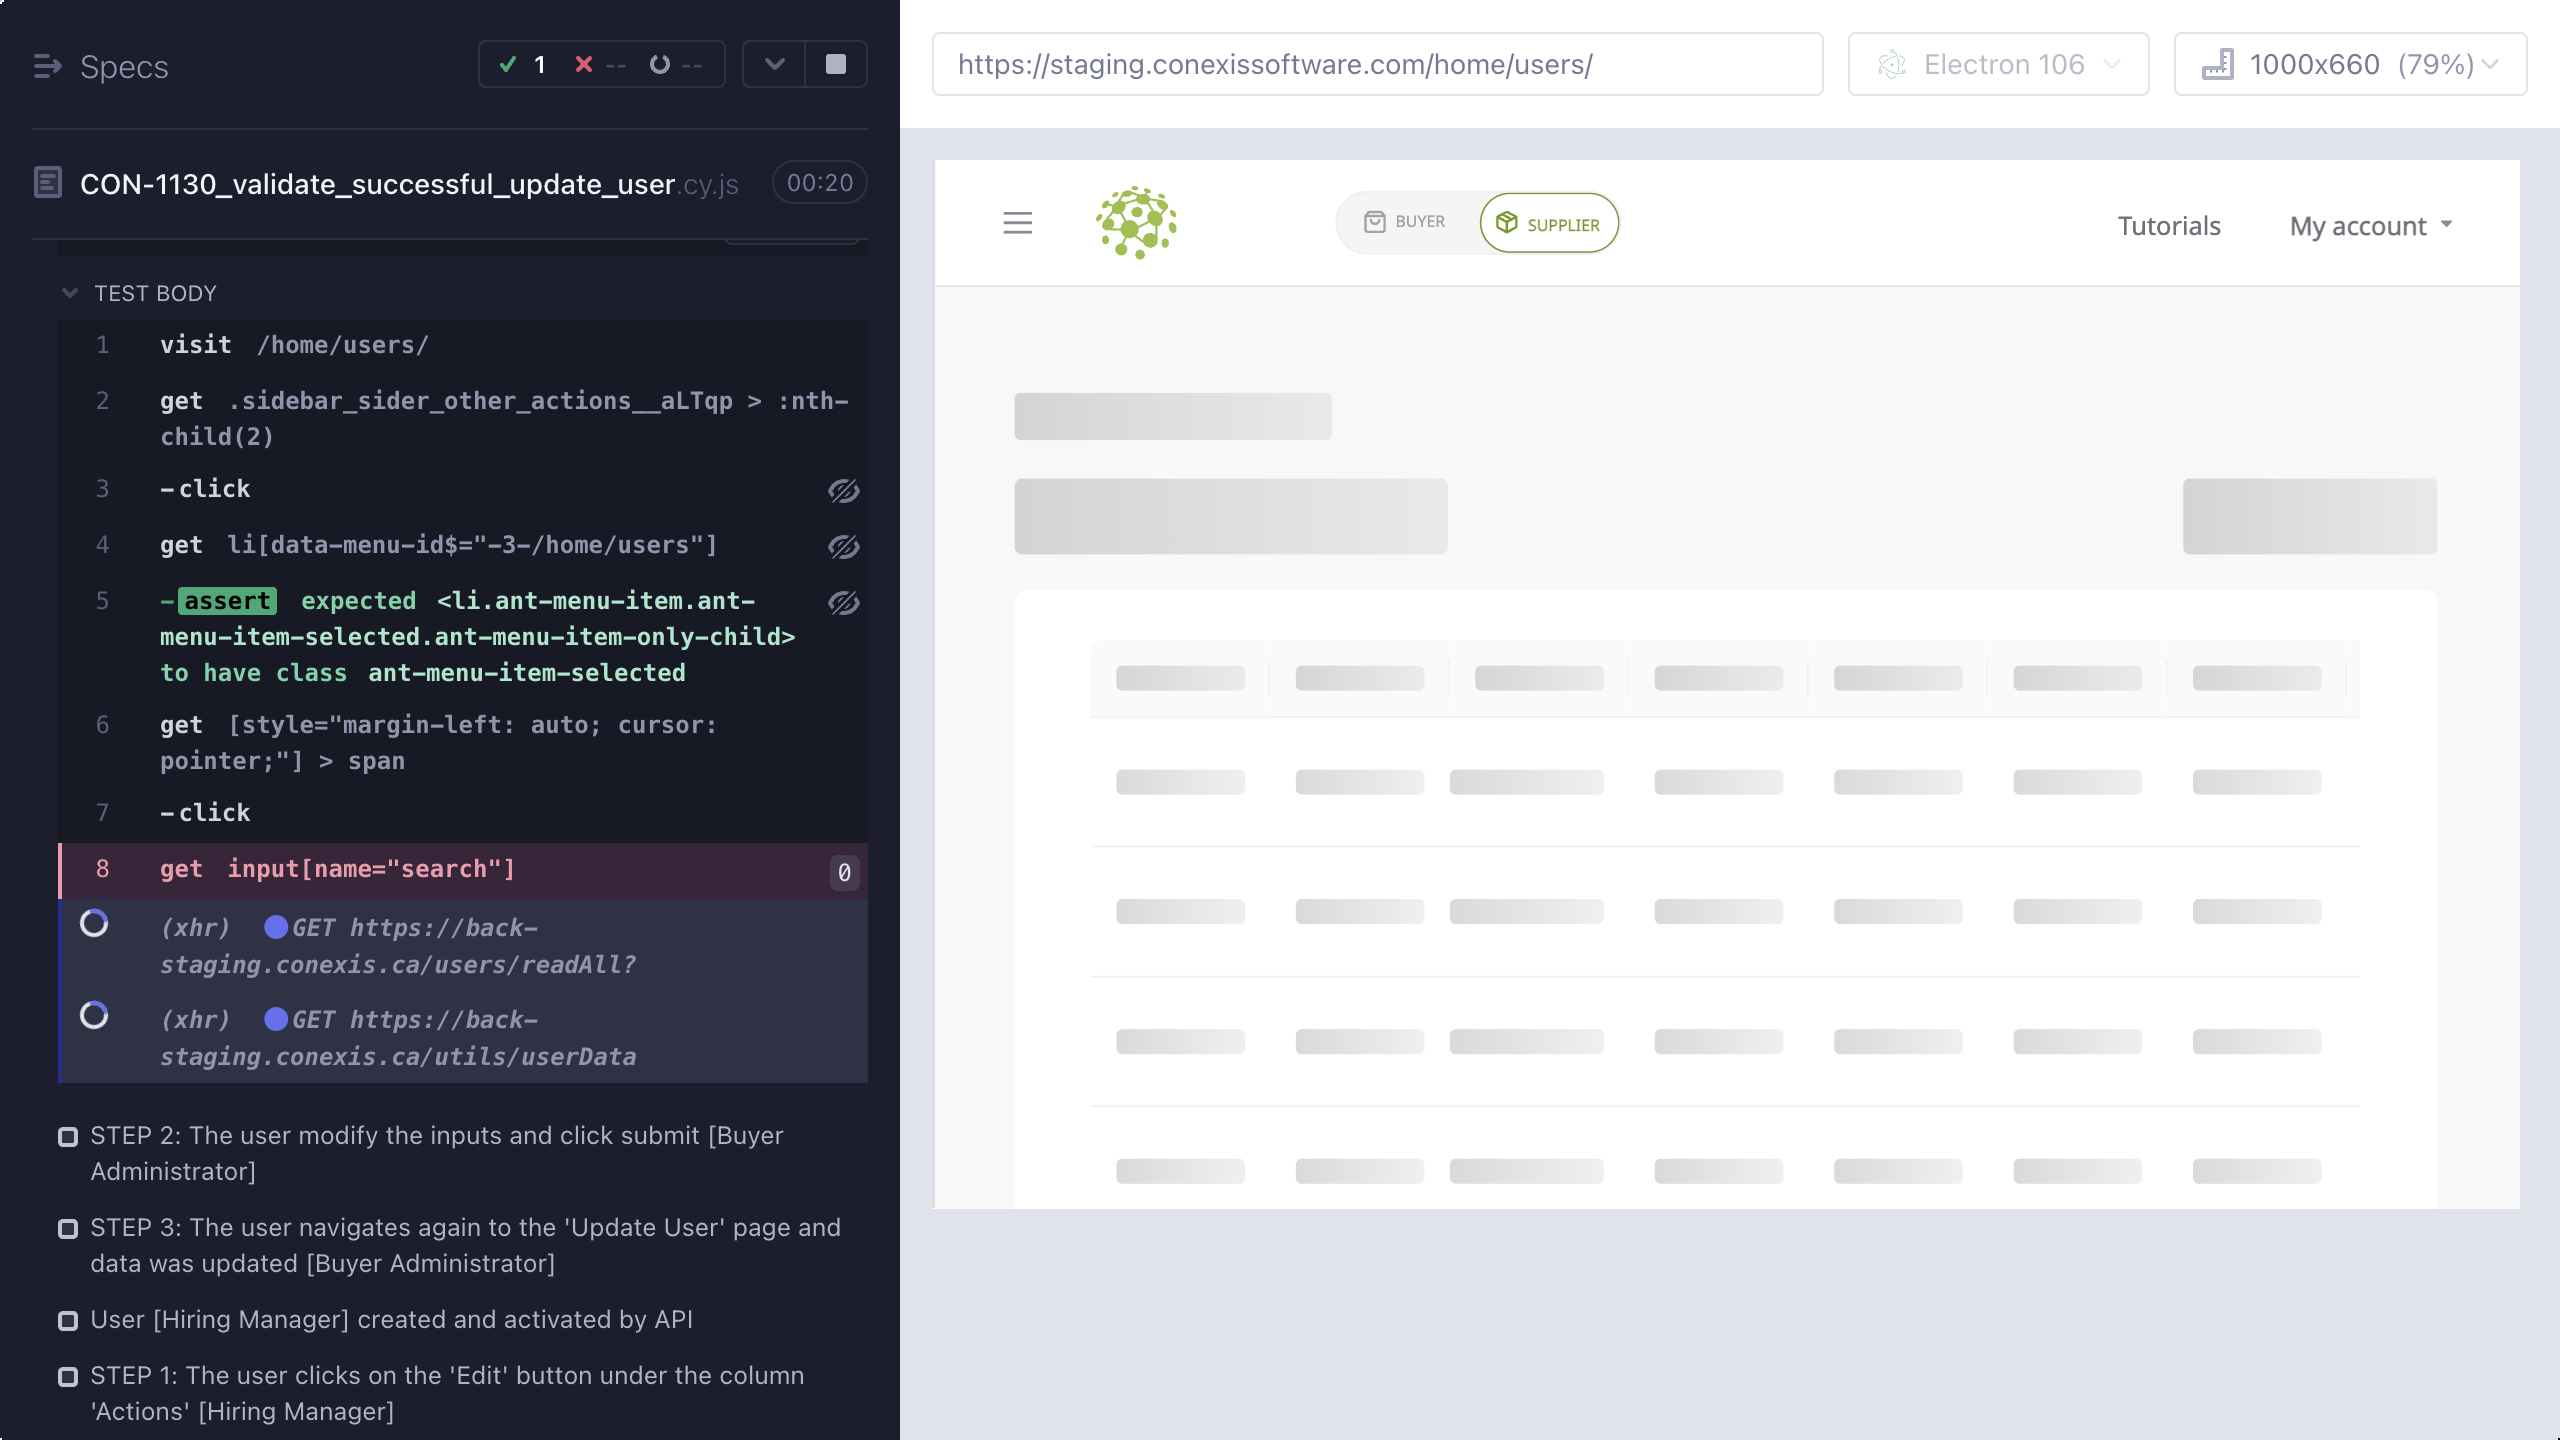 Specs
1 -- --
CON-1130_validate_successful_update_user.cy.js 00:20
TEST BODY
1 visit /home/users/
2 get .sidebar_sider_other_actions__aLTqp > :nth-
child(2)
3 -click
4 get li[data-menu-id$="-3-/home/users"]
5 -assert expected <li.ant-menu-item.ant-
menu-item-selected.ant-menu-item-only-child>
to have class ant-menu-item-selected
6 get [style="margin-left: auto; cursor:
pointer;"] > span
7 -click
8 get input[name="search"] 0
(xhr) GET https://back-
staging.conexis.ca/users/readAll?
(xhr) GET https://back-
staging.conexis.ca/utils/userData
STEP 2: The user modify the inputs and click submit [Buyer
Administrator]
STEP 3: The user navigates again to the 'Update User' page and
data was updated [Buyer Administrator]
User [Hiring Manager] created and activated by API
STEP 1: The user clicks on the 'Edit' button under the column
'Actions' [Hiring Manager]
https://staging.conexissoftware.com/home/users/
Electron 106
1000x660 (79%)
BUYER
SUPPLIER
Tutorials
My account